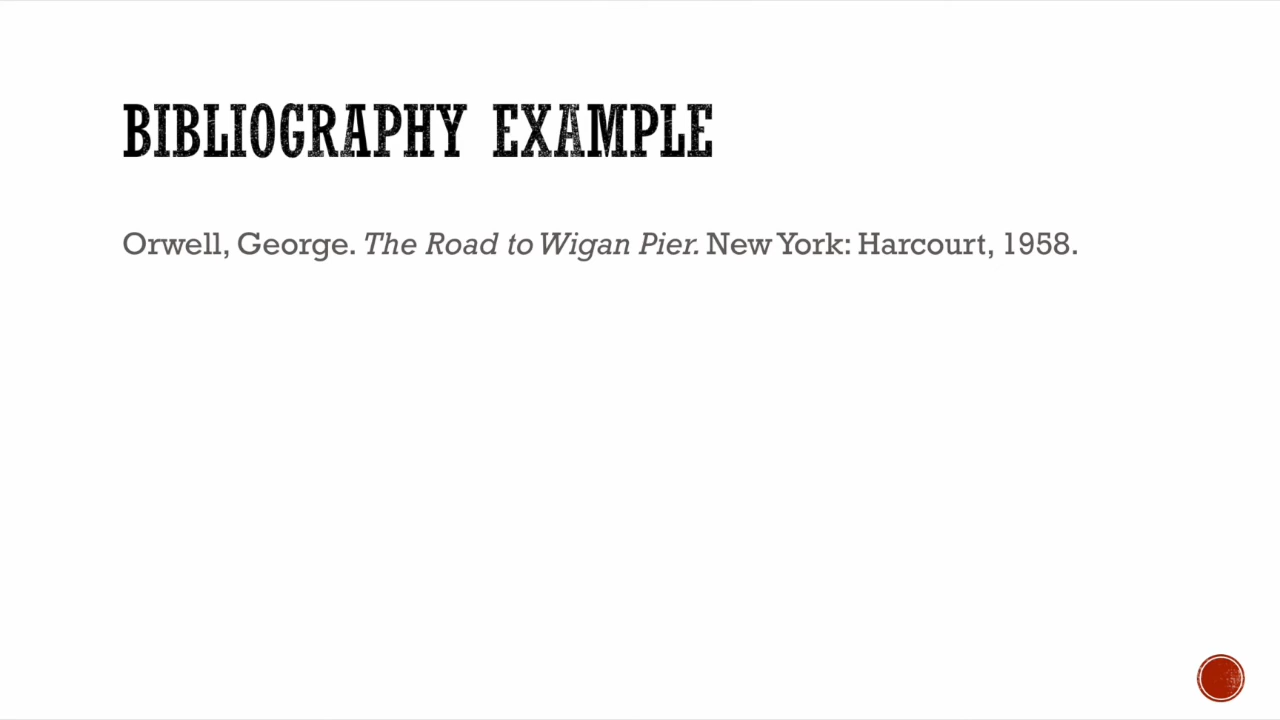 BIBLIOGRAPHY EXAMPLE
Orwell, George. The Road to Wigan Pier. New York: Harcourt, 1958.